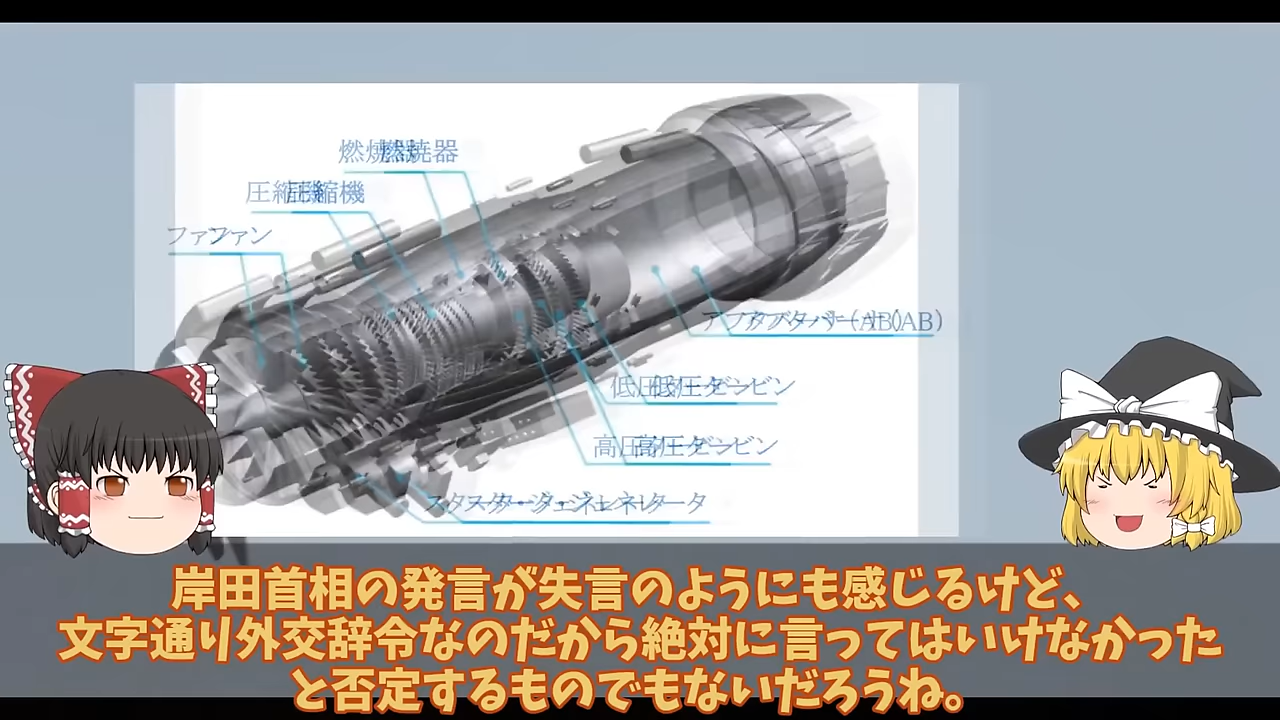 燃焼器
圧縮機
ファン
アフタバーナ(AB)
低圧タービン
高圧タービン
スタータ・ジェネレータ
岸田首相の発言が失言のようにも感じるけど、
文字通り外交辞令なのだから絶対に言ってはいけなかった
と否定するものでもないだろうね。